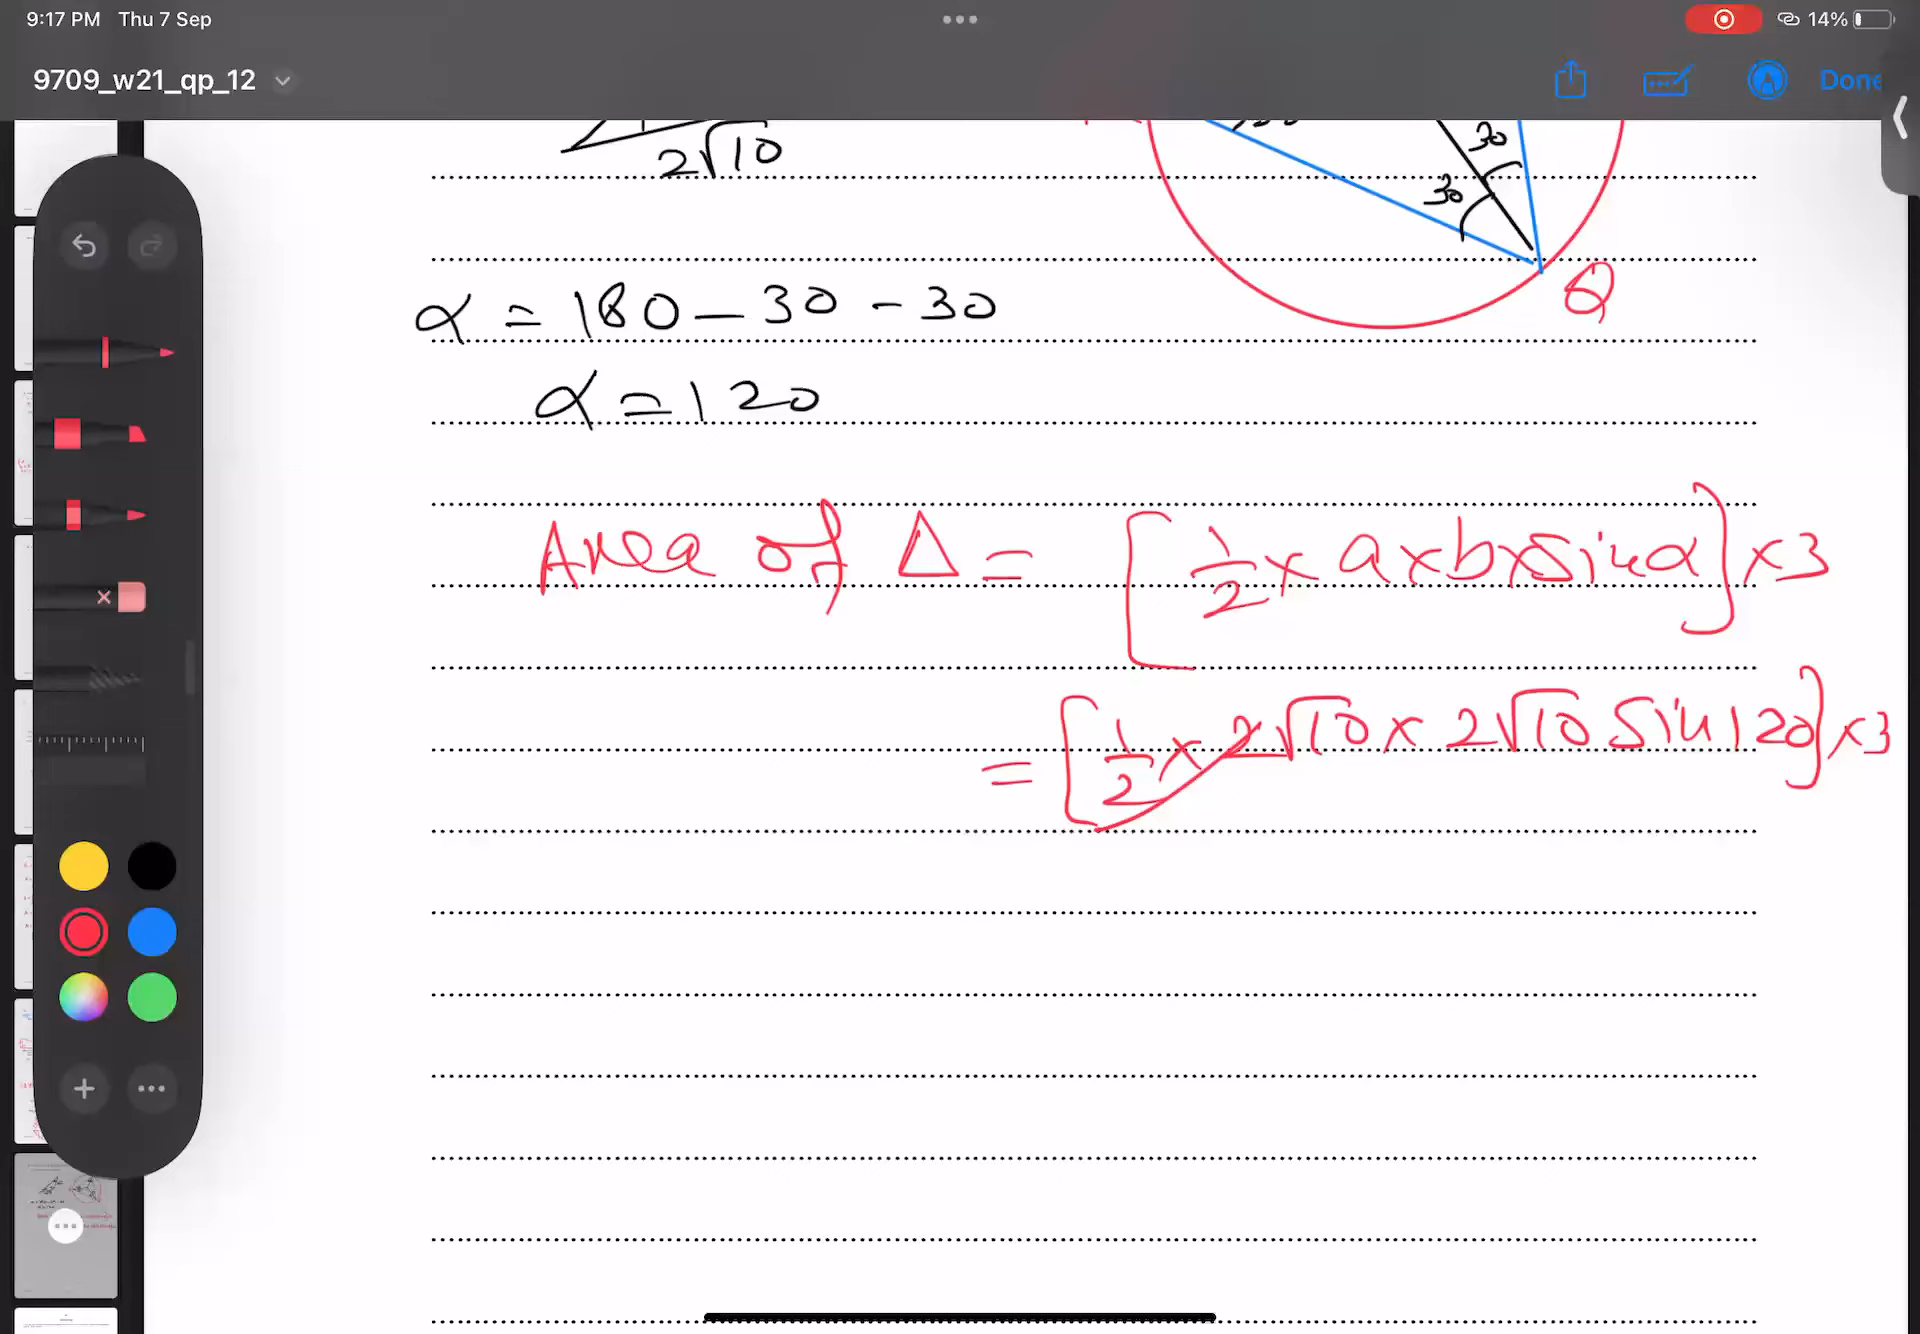 9:17 PM Thu 7 Sep
14%
9709_w21_qp_12
Done
2√10
30
30
Q
α = 180 - 30 - 30
α = 120
Area of Δ = [1/2 × a × b × sin α] × 3
= [1/2 × 2√10 × 2√10 sin 120] × 3